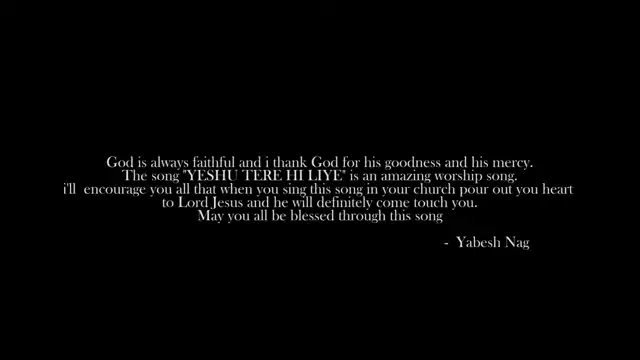 God is always faithful and i thank God for his goodness and his mercy.
The song "YESHU TERE HI LIYE" is an amazing worship song.
i'll encourage you all that when you sing this song in your church pour out you heart
to Lord Jesus and he will definitely come touch you.
May you all be blessed through this song
- Yabesh Nag